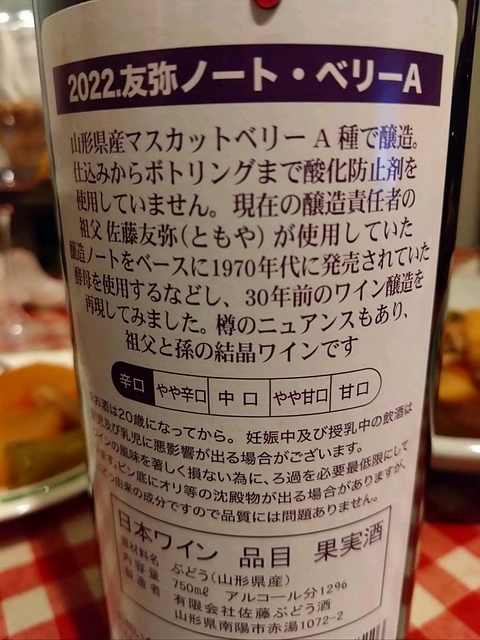 2022.友弥ノート・ベリーA
山形県産マスカットベリー A 種で醸造。
仕込みからボトリングまで酸化防止剤を
使用していません。現在の醸造責任者の
祖父 佐藤友弥(ともや) が使用していた
醸造ノートをベースに1970年代に発売されていた
酵母を使用するなどし、30年前のワイン醸造を
再現してみました。樽のニュアンスもあり、
祖父と孫の結晶ワインです
辛口 やや辛口 中口 やや甘口 甘口
お酒は20歳になってから。妊娠中及び授乳中の飲酒は
児及び乳児に悪影響が出る場合がございます。
ワインの風味を著しく損ない為に、ろ過を必要最低限にして
ます。ビン底にオリ等の沈殿物が出る場合がありますが、
由来の成分ですので品質には問題ありません。
日本ワイン 品目 果実酒
原材料名 ぶどう(山形県産)
内容量 750mℓ アルコール分12%
製造者 有限会社佐藤ぶどう酒
山形県南陽市赤湯1072-2